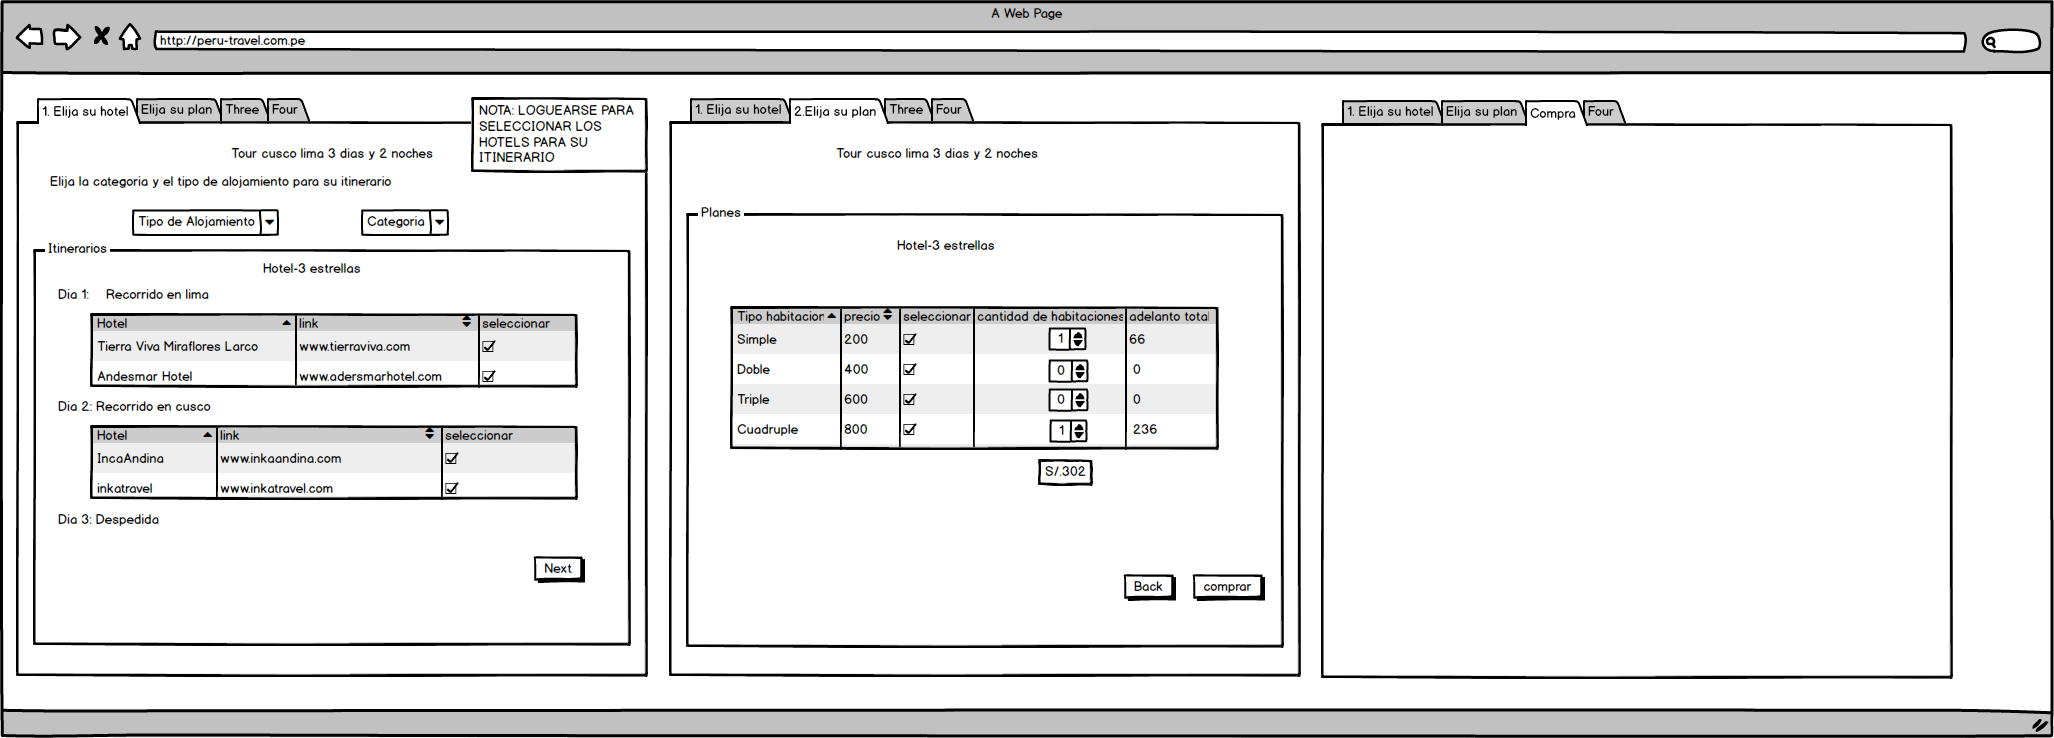 A Web Page
http://peru-travel.com.pe
1. Elija su hotel Elija su plan Three Four
NOTA: LOGUEARSE PARA
SELECCIONAR LOS
HOTELS PARA SU
ITINERARIO
Tour cusco lima 3 dias y 2 noches
Elija la categoria y el tipo de alojamiento para su itinerario
Tipo de Alojamiento Categoria
Itinerarios
Hotel-3 estrellas
Dia 1: Recorrido en lima
Hotel link seleccionar
Tierra Viva Miraflores Larco www.tierraviva.com
Andesmar Hotel www.adersmarhotel.com
Dia 2: Recorrido en cusco
Hotel link seleccionar
IncaAndina www.inkaandina.com
inkatravel www.inkatravel.com
Dia 3: Despedida
Next
1. Elija su hotel 2.Elija su plan Three Four
Tour cusco lima 3 dias y 2 noches
Planes
Hotel-3 estrellas
Tipo habitacion precio seleccionar cantidad de habitaciones adelanto total
Simple 200 1 66
Doble 400 0 0
Triple 600 0 0
Cuadruple 800 1 236
S/.302
Back comprar
1. Elija su hotel Elija su plan Compra Four